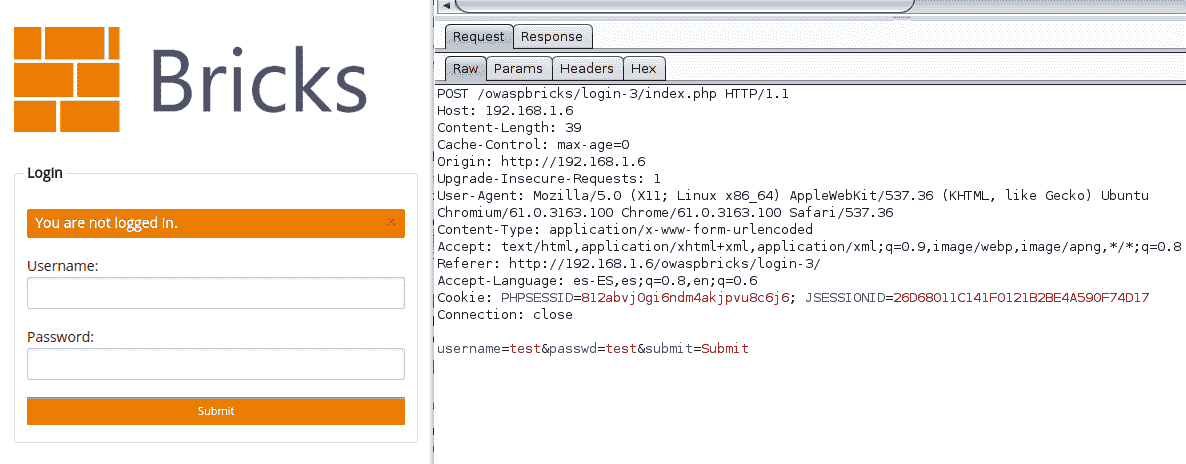 Bricks
Login
You are not logged in. ×
Username:
Password:
Submit
Request Response
Raw Params Headers Hex
POST /owaspbricks/login-3/index.php HTTP/1.1
Host: 192.168.1.6
Content-Length: 39
Cache-Control: max-age=0
Origin: http://192.168.1.6
Upgrade-Insecure-Requests: 1
User-Agent: Mozilla/5.0 (X11; Linux x86_64) AppleWebKit/537.36 (KHTML, like Gecko) Ubuntu
Chromium/61.0.3163.100 Chrome/61.0.3163.100 Safari/537.36
Content-Type: application/x-www-form-urlencoded
Accept: text/html,application/xhtml+xml,application/xml;q=0.9,image/webp,image/apng,*/*;q=0.8
Referer: http://192.168.1.6/owaspbricks/login-3/
Accept-Language: es-ES,es;q=0.8,en;q=0.6
Cookie: PHPSESSID=812abvj0gi6ndm4akjpvu8c6j6; JSESSIONID=26D68011C141F0121B2BE4A590F74D17
Connection: close
username=test&passwd=test&submit=Submit